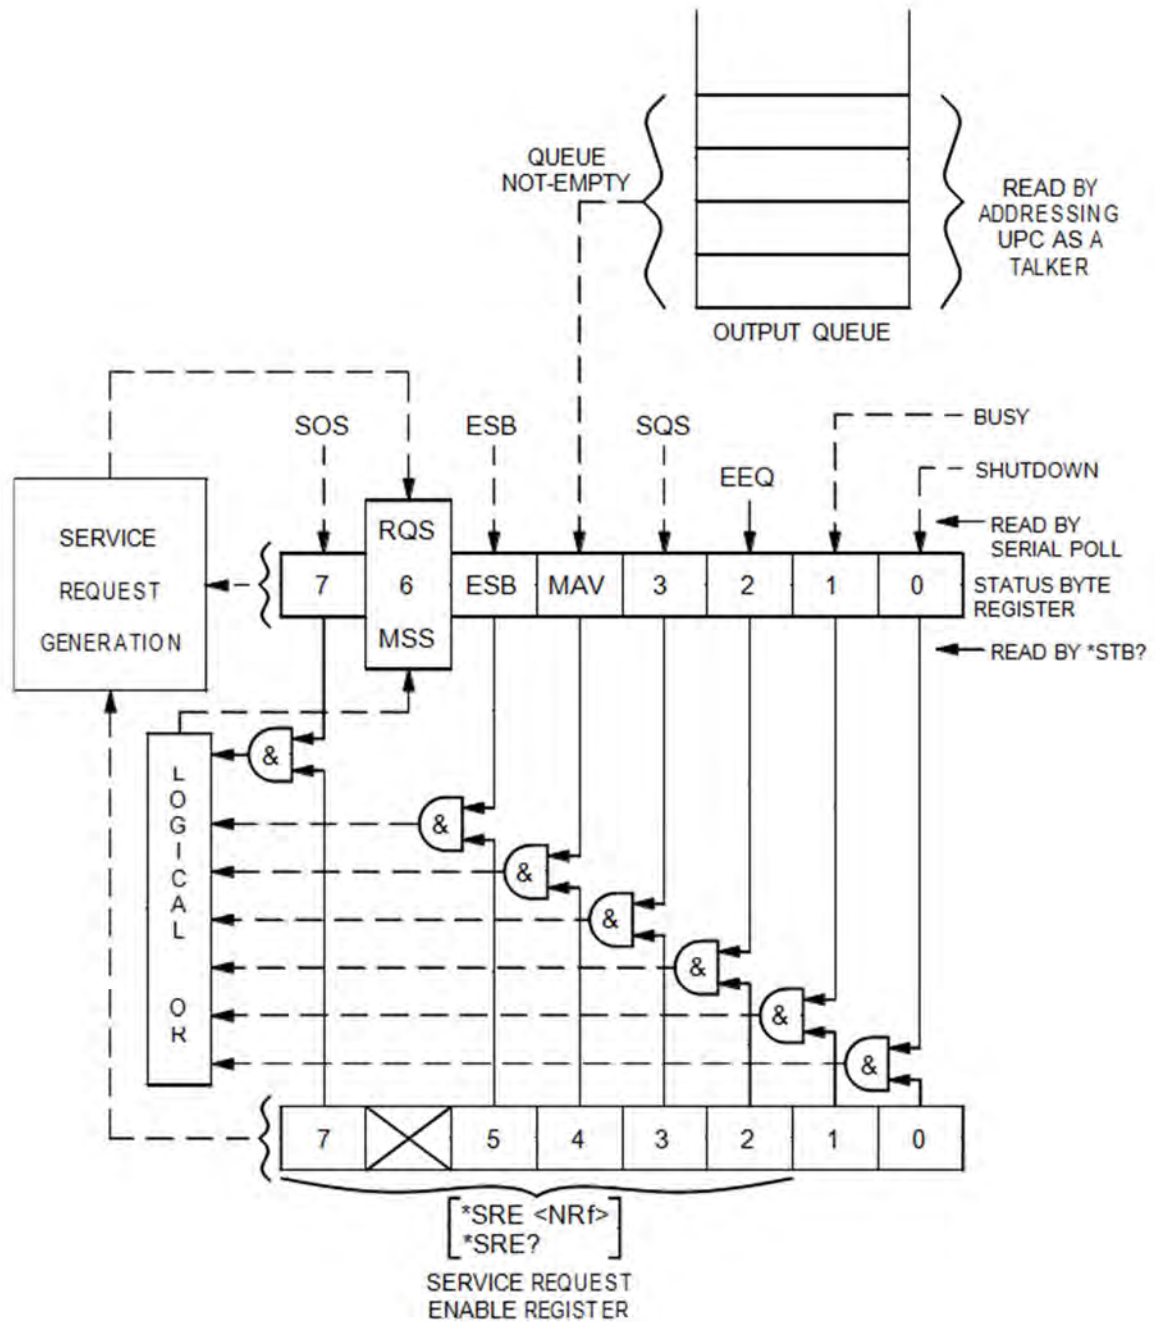 QUEUE
NOT-EMPTY
READ BY
ADDRESSING
UPC AS A
TALKER
OUTPUT QUEUE
SOS
ESB
SQS
BUSY
EEQ
SHUTDOWN
SERVICE
REQUEST
GENERATION
RQS
READ BY
SERIAL POLL
7
6
ESB
MAV
3
2
1
0
STATUS BYTE
REGISTER
MSS
READ BY *STB?
LOGICAL OR
&
&
&
&
&
&
&
7
5
4
3
2
1
0
*SRE <NRf>
*SRE?
SERVICE REQUEST
ENABLE REGISTER